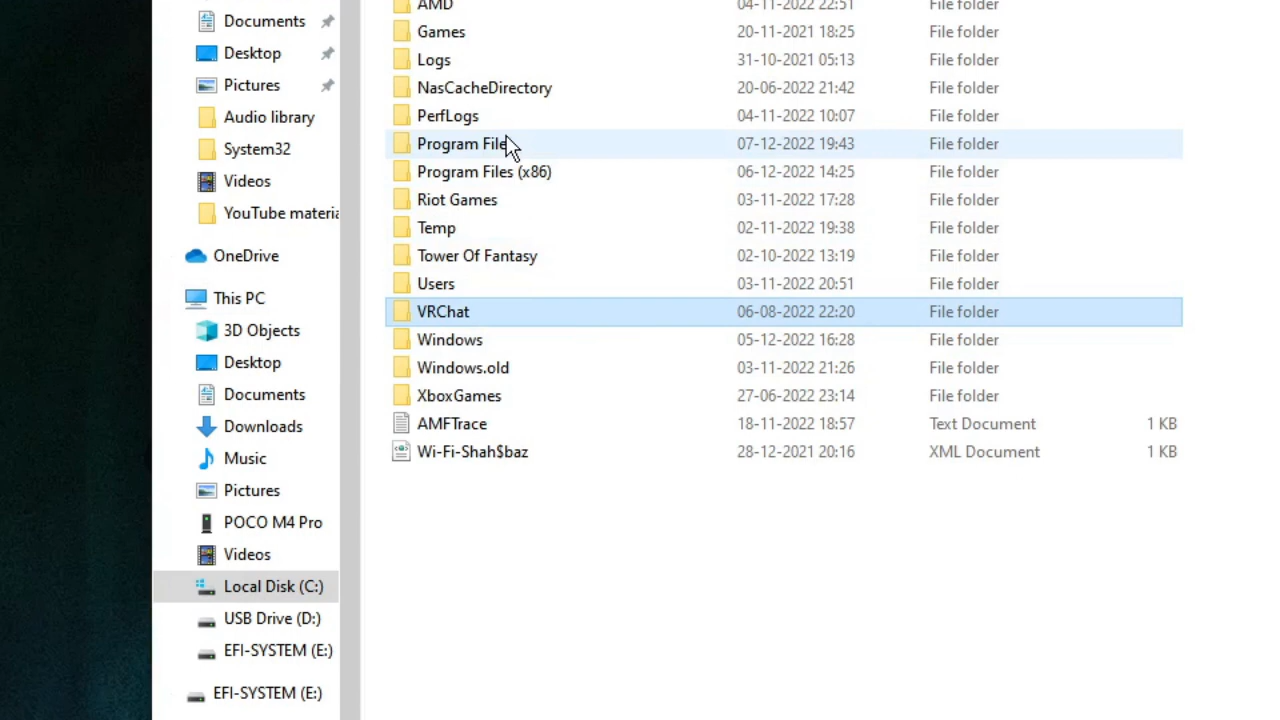 Documents
Desktop
Pictures
Audio library
System32
Videos
YouTube materia
OneDrive
This PC
3D Objects
Desktop
Documents
Downloads
Music
Pictures
POCO M4 Pro
Videos
Local Disk (C:)
USB Drive (D:)
EFI-SYSTEM (E:)
EFI-SYSTEM (E:)
AMD 04-11-2022 22:51 File folder
Games 20-11-2021 18:25 File folder
Logs 31-10-2021 05:13 File folder
NasCacheDirectory 20-06-2022 21:42 File folder
PerfLogs 04-11-2022 10:07 File folder
Program File 07-12-2022 19:43 File folder
Program Files (x86) 06-12-2022 14:25 File folder
Riot Games 03-11-2022 17:28 File folder
Temp 02-11-2022 19:38 File folder
Tower Of Fantasy 02-10-2022 13:19 File folder
Users 03-11-2022 20:51 File folder
VRChat 06-08-2022 22:20 File folder
Windows 05-12-2022 16:28 File folder
Windows.old 03-11-2022 21:26 File folder
XboxGames 27-06-2022 23:14 File folder
AMFTrace 18-11-2022 18:57 Text Document 1 KB
Wi-Fi-Shah$baz 28-12-2021 20:16 XML Document 1 KB